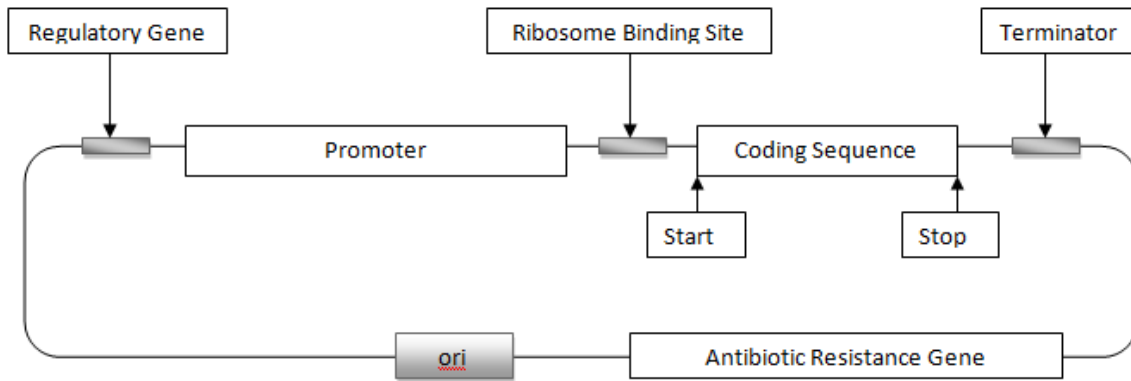 Regulatory Gene
Ribosome Binding Site
Terminator
Promoter
Coding Sequence
Start
Stop
ori
Antibiotic Resistance Gene